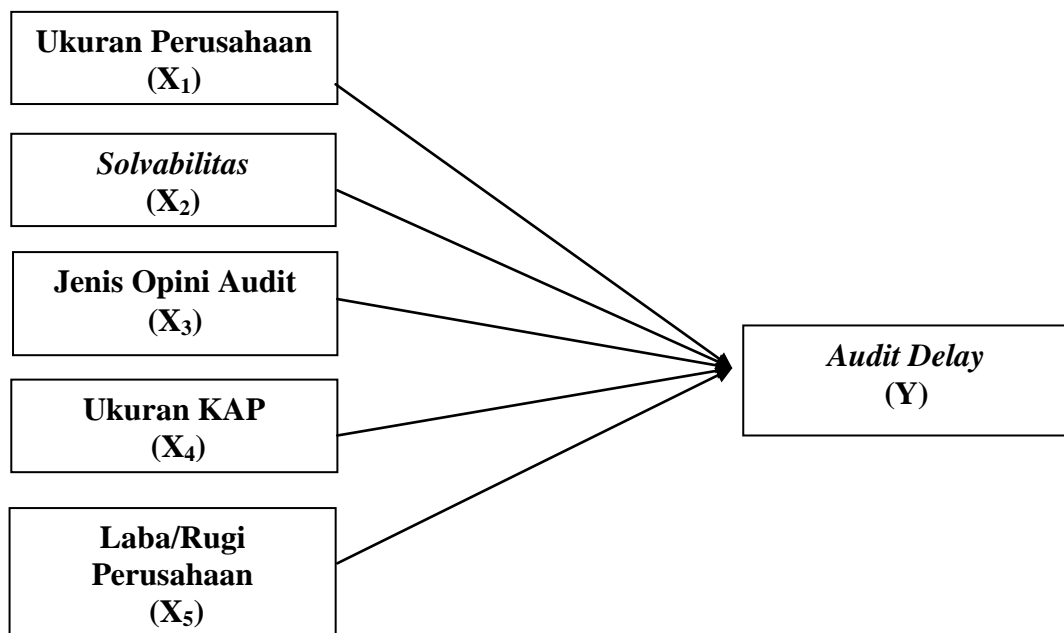 Ukuran Perusahaan
(X₁)
Solvabilitas
(X₂)
Jenis Opini Audit
(X₃)
Ukuran KAP
(X₄)
Laba/Rugi
Perusahaan
(X₅)
Audit Delay
(Y)